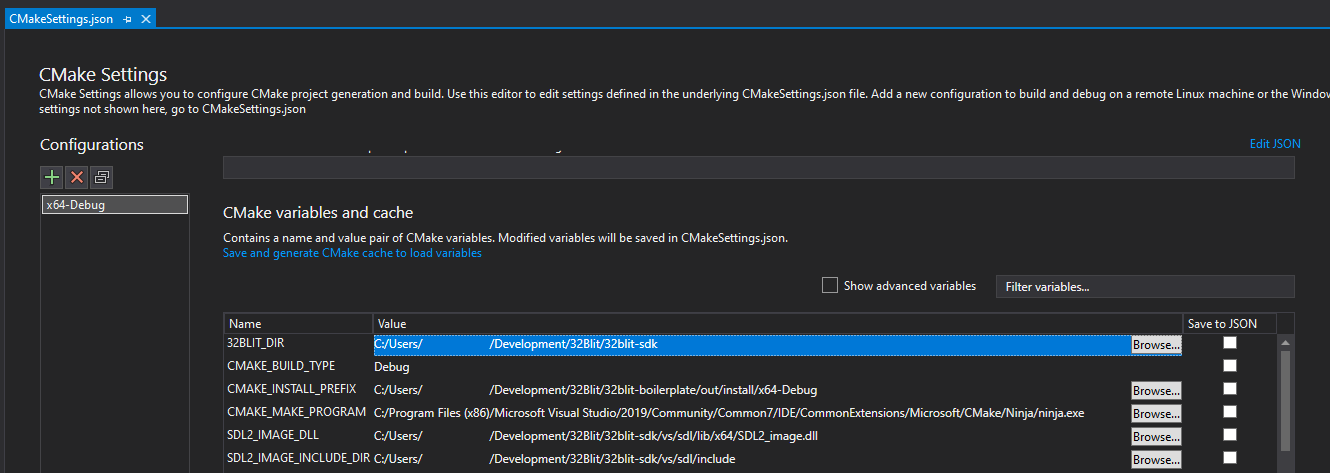 CMakeSettings.json
CMake Settings
CMake Settings allows you to configure CMake project generation and build. Use this editor to edit settings defined in the underlying CMakeSettings.json file. Add a new configuration to build and debug on a remote Linux machine or the Window
settings not shown here, go to CMakeSettings.json
Configurations
Edit JSON
x64-Debug
CMake variables and cache
Contains a name and value pair of CMake variables. Modified variables will be saved in CMakeSettings.json.
Save and generate CMake cache to load variables
Show advanced variables
Filter variables...
Name Value Save to JSON
32BLIT_DIR C:/Users/ /Development/32Blit/32blit-sdk Browse...
CMAKE_BUILD_TYPE Debug
CMAKE_INSTALL_PREFIX C:/Users/ /Development/32Blit/32blit-boilerplate/out/install/x64-Debug Browse...
CMAKE_MAKE_PROGRAM C:/Program Files (x86)/Microsoft Visual Studio/2019/Community/Common7/IDE/CommonExtensions/Microsoft/CMake/Ninja/ninja.exe Browse...
SDL2_IMAGE_DLL C:/Users/ /Development/32Blit/32blit-sdk/vs/sdl/lib/x64/SDL2_image.dll Browse...
SDL2_IMAGE_INCLUDE_DIR C:/Users/ /Development/32Blit/32blit-sdk/vs/sdl/include Browse...